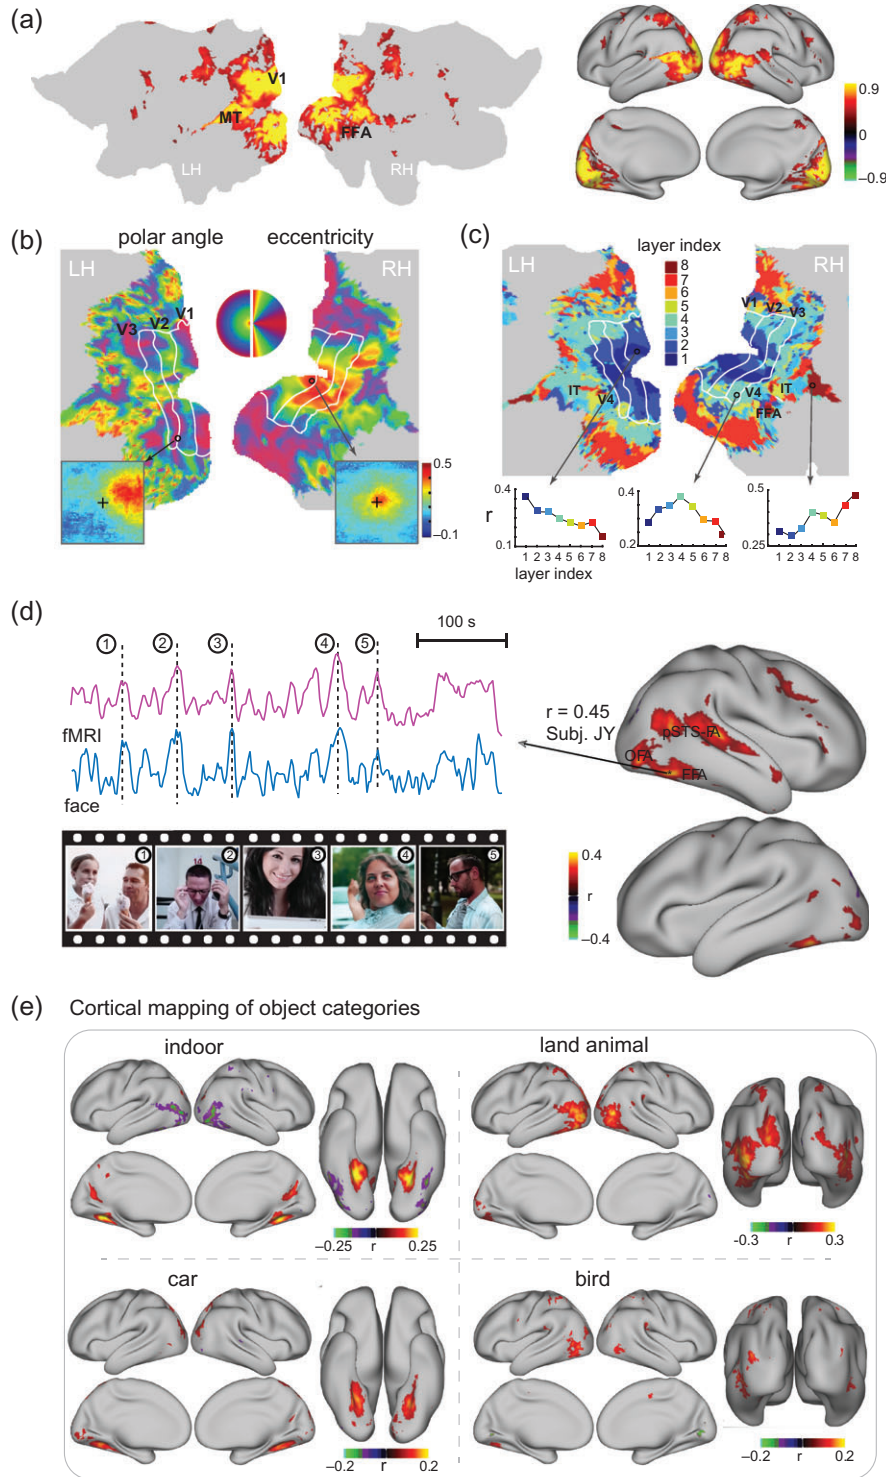 (a)
V1
MT
FFA
LH
RH
0.9
0
–0.9
(b)
polar angle
eccentricity
LH
RH
V3
V2
V1
0.5
–0.1
(c)
layer index
LH
RH
8
7
6
5
4
3
2
1
V1
V2
V3
IT
V4
V4
IT
FFA
r
0.4
0.1
1 2 3 4 5 6 7 8
layer index
0.4
0.2
1 2 3 4 5 6 7 8
0.5
0.25
1 2 3 4 5 6 7 8
(d)
1
2
3
4
5
100 s
fMRI
face
r = 0.45
Subj. JY
pSTS-FA
OFA
FFA
0.4
r
–0.4
1
2
3
4
5
(e)
Cortical mapping of object categories
indoor
–0.25
r
0.25
land animal
-0.3
r
0.3
car
–0.2
r
0.2
bird
–0.2
r
0.2